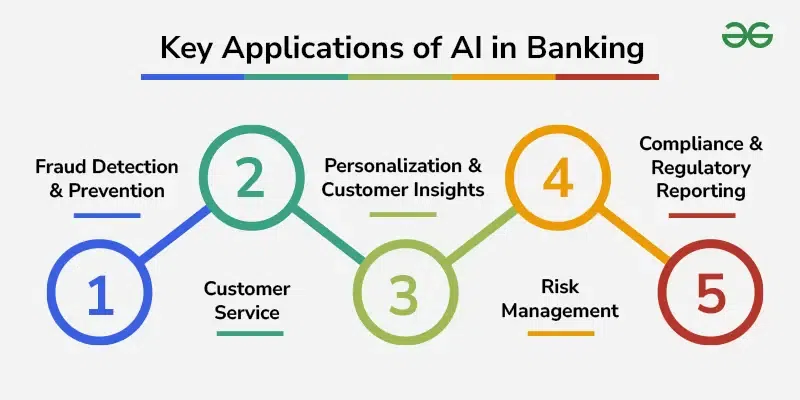 Key Applications of AI in Banking
Fraud Detection
& Prevention
1
2
Customer
Service
Personalization &
Customer Insights
3
4
Risk
Management
Compliance &
Regulatory
Reporting
5